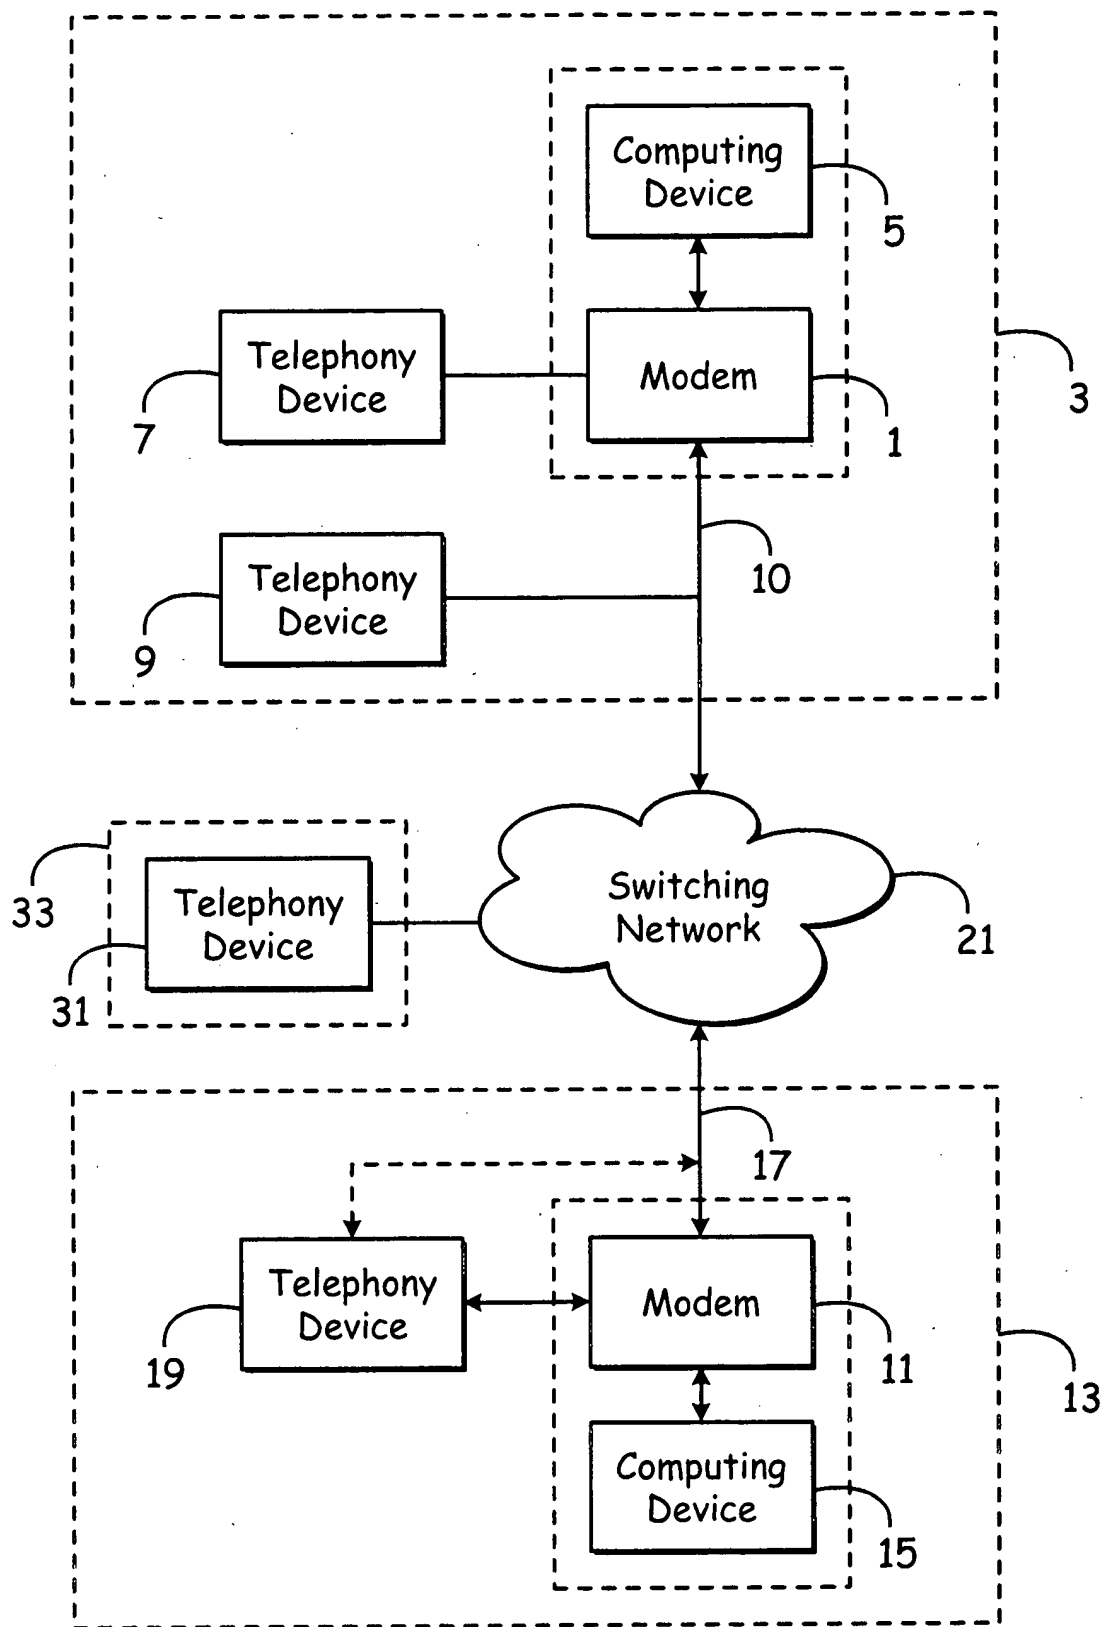 Computing
Device
5
Telephony
Device
7
Modem
1
3
10
Telephony
Device
9
33
Telephony
Device
31
Switching
Network
21
17
Telephony
Device
19
Modem
11
13
Computing
Device
15